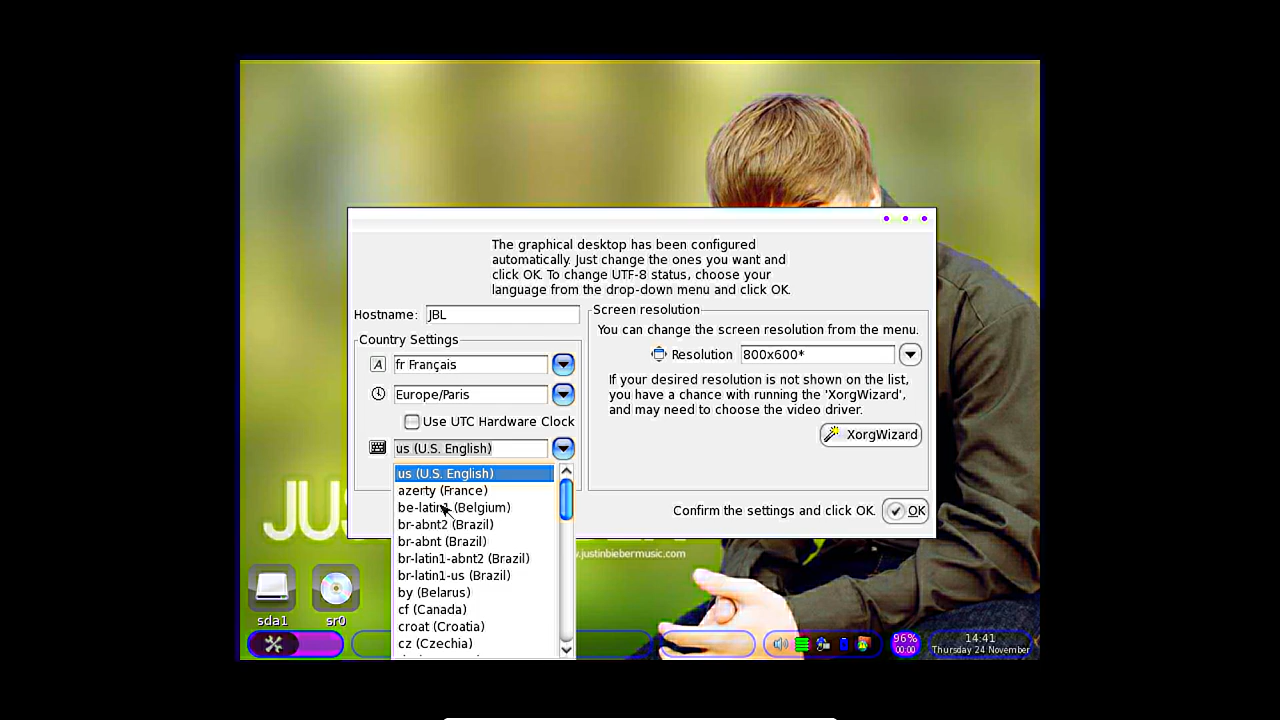 The graphical desktop has been configured
automatically. Just change the ones you want and
click OK. To change UTF-8 status, choose your
language from the drop-down menu and click OK.
Hostname: JBL
Country Settings
fr Français
Europe/Paris
Use UTC Hardware Clock
us (U.S. English)
us (U.S. English)
azerty (France)
be-latin1 (Belgium)
br-abnt2 (Brazil)
br-abnt (Brazil)
br-latin1-abnt2 (Brazil)
br-latin1-us (Brazil)
by (Belarus)
cf (Canada)
croat (Croatia)
cz (Czechia)
Screen resolution
You can change the screen resolution from the menu.
Resolution 800x600*
If your desired resolution is not shown on the list,
you have a chance with running the 'XorgWizard',
and may need to choose the video driver.
XorgWizard
Confirm the settings and click OK. OK
JUS
www.justinbiebermusic.com
sda1 sr0
96%
00:00
14:41
Thursday 24 November